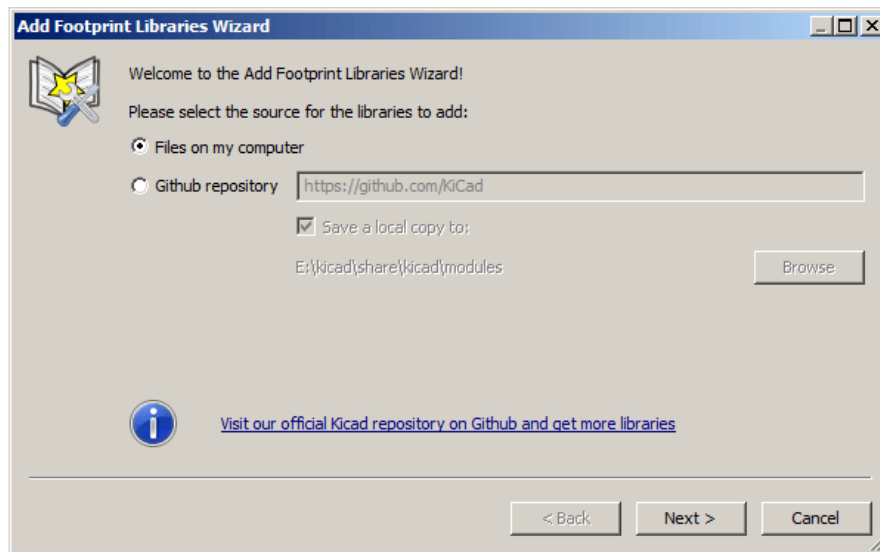 Add Footprint Libraries Wizard
Welcome to the Add Footprint Libraries Wizard!
Please select the source for the libraries to add:
Files on my computer
Github repository https://github.com/KiCad
Save a local copy to:
E:\kicad\share\kicad\modules Browse
Visit our official Kicad repository on Github and get more libraries
< Back Next > Cancel